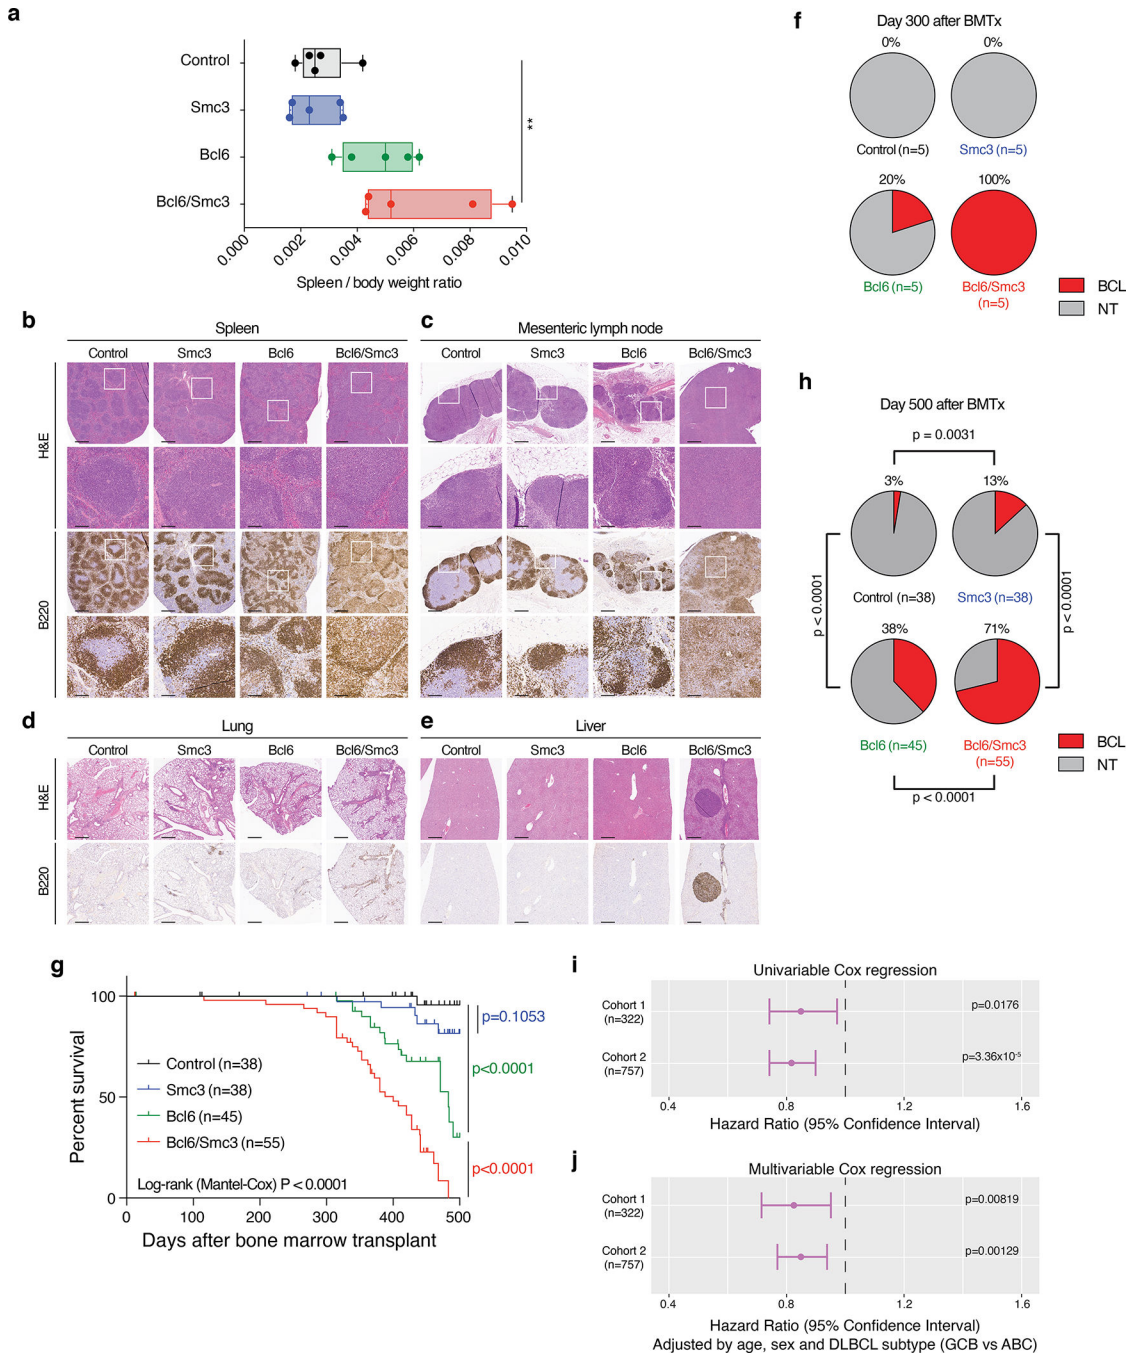 a
Control
Smc3
Bcl6
Bcl6/Smc3
**
0.000
0.002
0.004
0.006
0.008
0.010
Spleen / body weight ratio
f
Day 300 after BMTx
0%
0%
Control (n=5)
Smc3 (n=5)
20%
100%
Bcl6 (n=5)
Bcl6/Smc3
(n=5)
BCL
NT
b
Spleen
Control
Smc3
Bcl6
Bcl6/Smc3
H&E
B220
c
Mesenteric lymph node
Control
Smc3
Bcl6
Bcl6/Smc3
h
Day 500 after BMTx
p = 0.0031
3%
13%
Control (n=38)
Smc3 (n=38)
p < 0.0001
p < 0.0001
38%
71%
Bcl6 (n=45)
Bcl6/Smc3
(n=55)
p < 0.0001
BCL
NT
d
Lung
Control
Smc3
Bcl6
Bcl6/Smc3
H&E
B220
e
Liver
Control
Smc3
Bcl6
Bcl6/Smc3
g
Percent survival
100
50
0
Control (n=38)
Smc3 (n=38)
Bcl6 (n=45)
Bcl6/Smc3 (n=55)
Log-rank (Mantel-Cox) P < 0.0001
p=0.1053
p<0.0001
p<0.0001
0
100
200
300
400
500
Days after bone marrow transplant
i
Univariable Cox regression
Cohort 1
(n=322)
p=0.0176
Cohort 2
(n=757)
p=3.36x10⁻⁵
0.4
0.8
1.2
1.6
Hazard Ratio (95% Confidence Interval)
j
Multivariable Cox regression
Cohort 1
(n=322)
p=0.00819
Cohort 2
(n=757)
p=0.00129
0.4
0.8
1.2
1.6
Hazard Ratio (95% Confidence Interval)
Adjusted by age, sex and DLBCL subtype (GCB vs ABC)